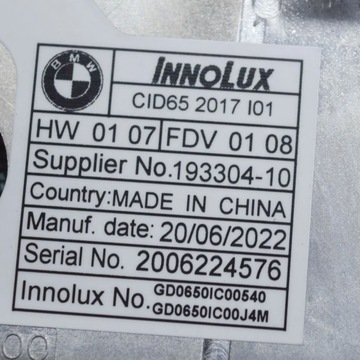 BMW
INNOLUX
CID65 2017 I01
HW 01 07 FDV 01 08
Supplier No.193304-10
Country:MADE IN CHINA
Manuf. date: 20/06/2022
Serial No. 2006224576
Innolux No. GD0650IC00540
.GD0650IC00J4M
00